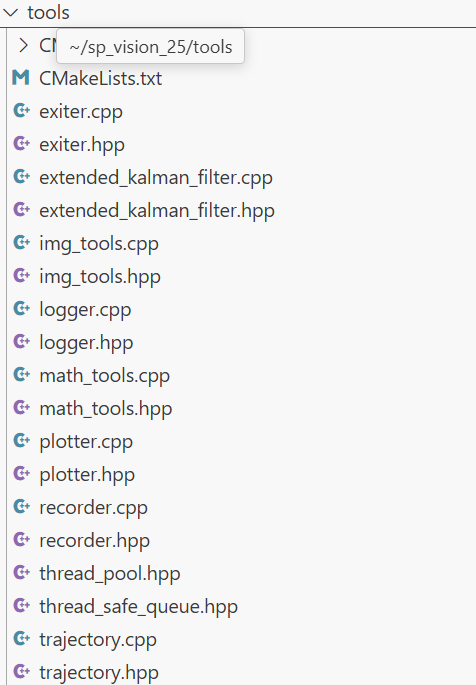 tools
CM
~/sp_vision_25/tools
CMakeLists.txt
exiter.cpp
exiter.hpp
extended_kalman_filter.cpp
extended_kalman_filter.hpp
img_tools.cpp
img_tools.hpp
logger.cpp
logger.hpp
math_tools.cpp
math_tools.hpp
plotter.cpp
plotter.hpp
recorder.cpp
recorder.hpp
thread_pool.hpp
thread_safe_queue.hpp
trajectory.cpp
trajectory.hpp